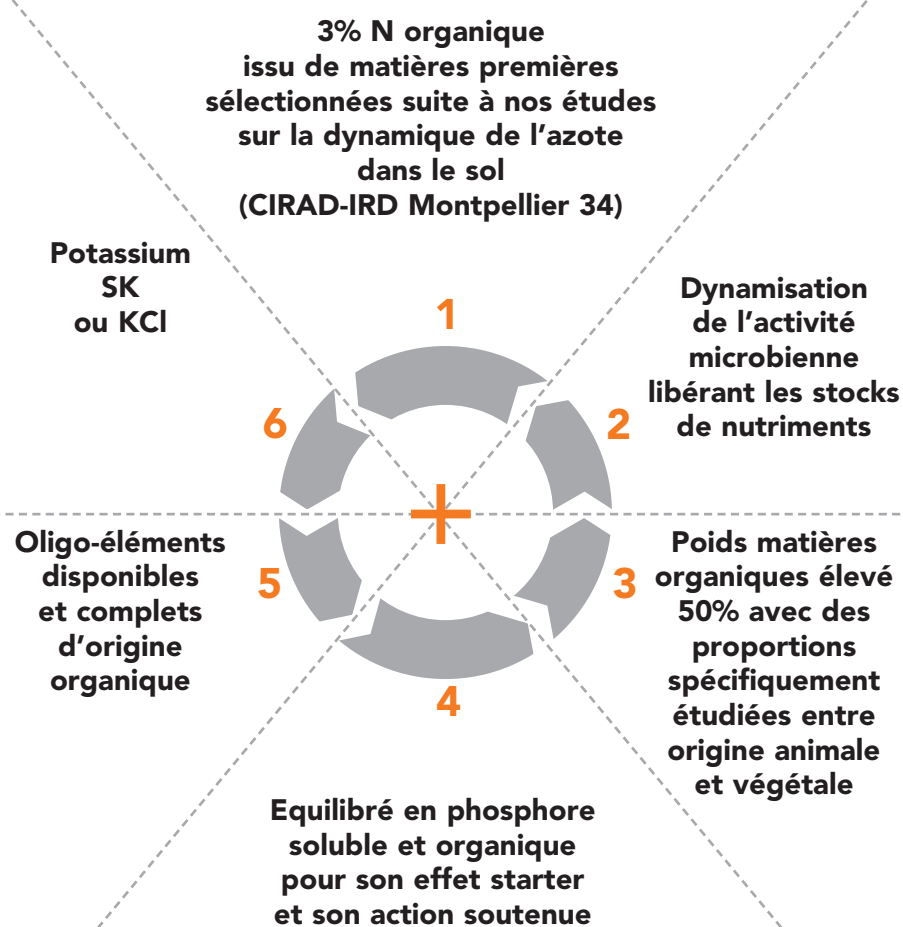 3% N organique
issu de matières premières
sélectionnées suite à nos études
sur la dynamique de l'azote
dans le sol
(CIRAD-IRD Montpellier 34)
1
Dynamisation
de l'activité
microbienne
libérant les stocks
de nutriments
2
Poids matières
organiques élevé
50% avec des
proportions
spécifiquement
étudiées entre
origine animale
et végétale
3
4
Equilibré en phosphore
soluble et organique
pour son effet starter
et son action soutenue
Oligo-éléments
disponibles
et complets
d'origine
organique
5
Potassium
SK
ou KCl
6
+